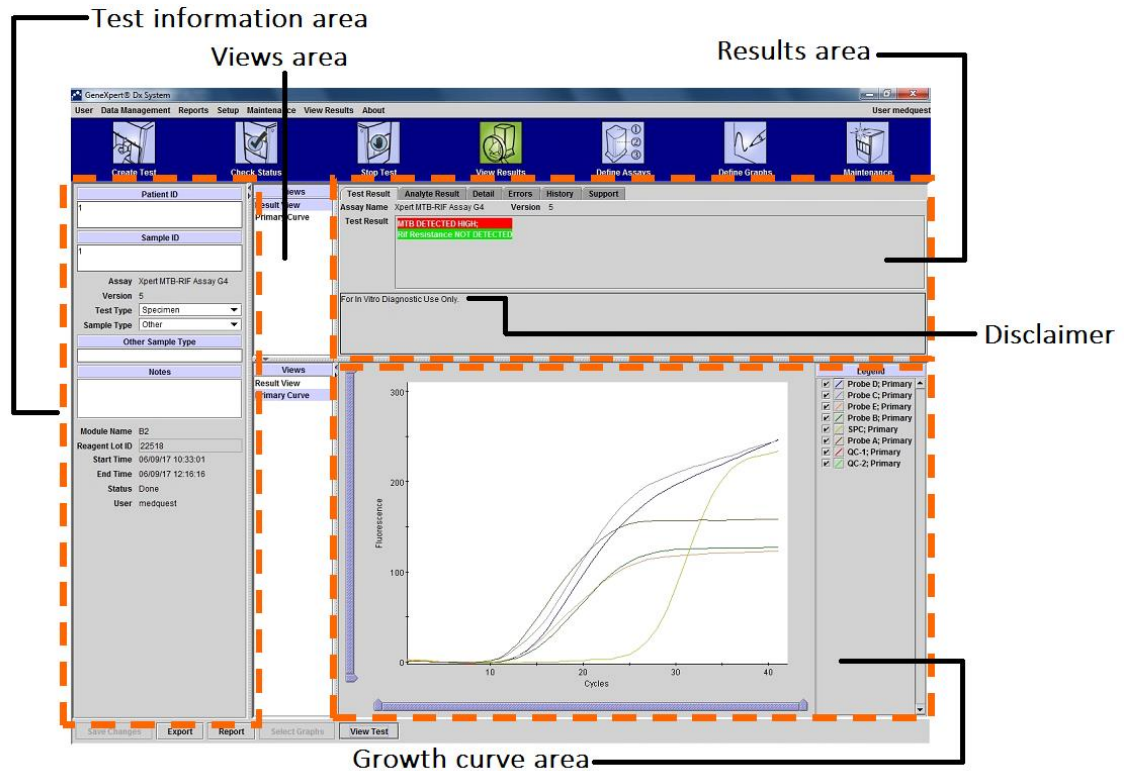 Test information area
Views area
Results area
GeneXpert® Dx System
User Data Management Reports Setup Maintenance View Results About User medquest
Create Test Check Status Stop Test View Results Define Assays Define Graphs Maintenance
Patient ID
1
Sample ID
1
Assay Xpert MTB-RIF Assay G4
Version 5
Test Type Specimen
Sample Type Other
Other Sample Type
Notes
Module Name B2
Reagent Lot ID 22518
Start Time 06/09/17 10:33:01
End Time 06/09/17 12:16:16
Status Done
User medquest
Views
Result View
Primary Curve
Test Result Analyte Result Detail Errors History Support
Assay Name Xpert MTB-RIF Assay G4 Version 5
Test Result MTB DETECTED HIGH;
Rif Resistance NOT DETECTED
For In Vitro Diagnostic Use Only.
Disclaimer
Views
Result View
Primary Curve
300
200
100
0
Fluorescence
10 20 30 40
Cycles
Legend
Probe D; Primary
Probe C; Primary
Probe E; Primary
Probe B; Primary
SPC; Primary
Probe A; Primary
QC-1; Primary
QC-2; Primary
Save Changes Export Report Select Graphs View Test
Growth curve area